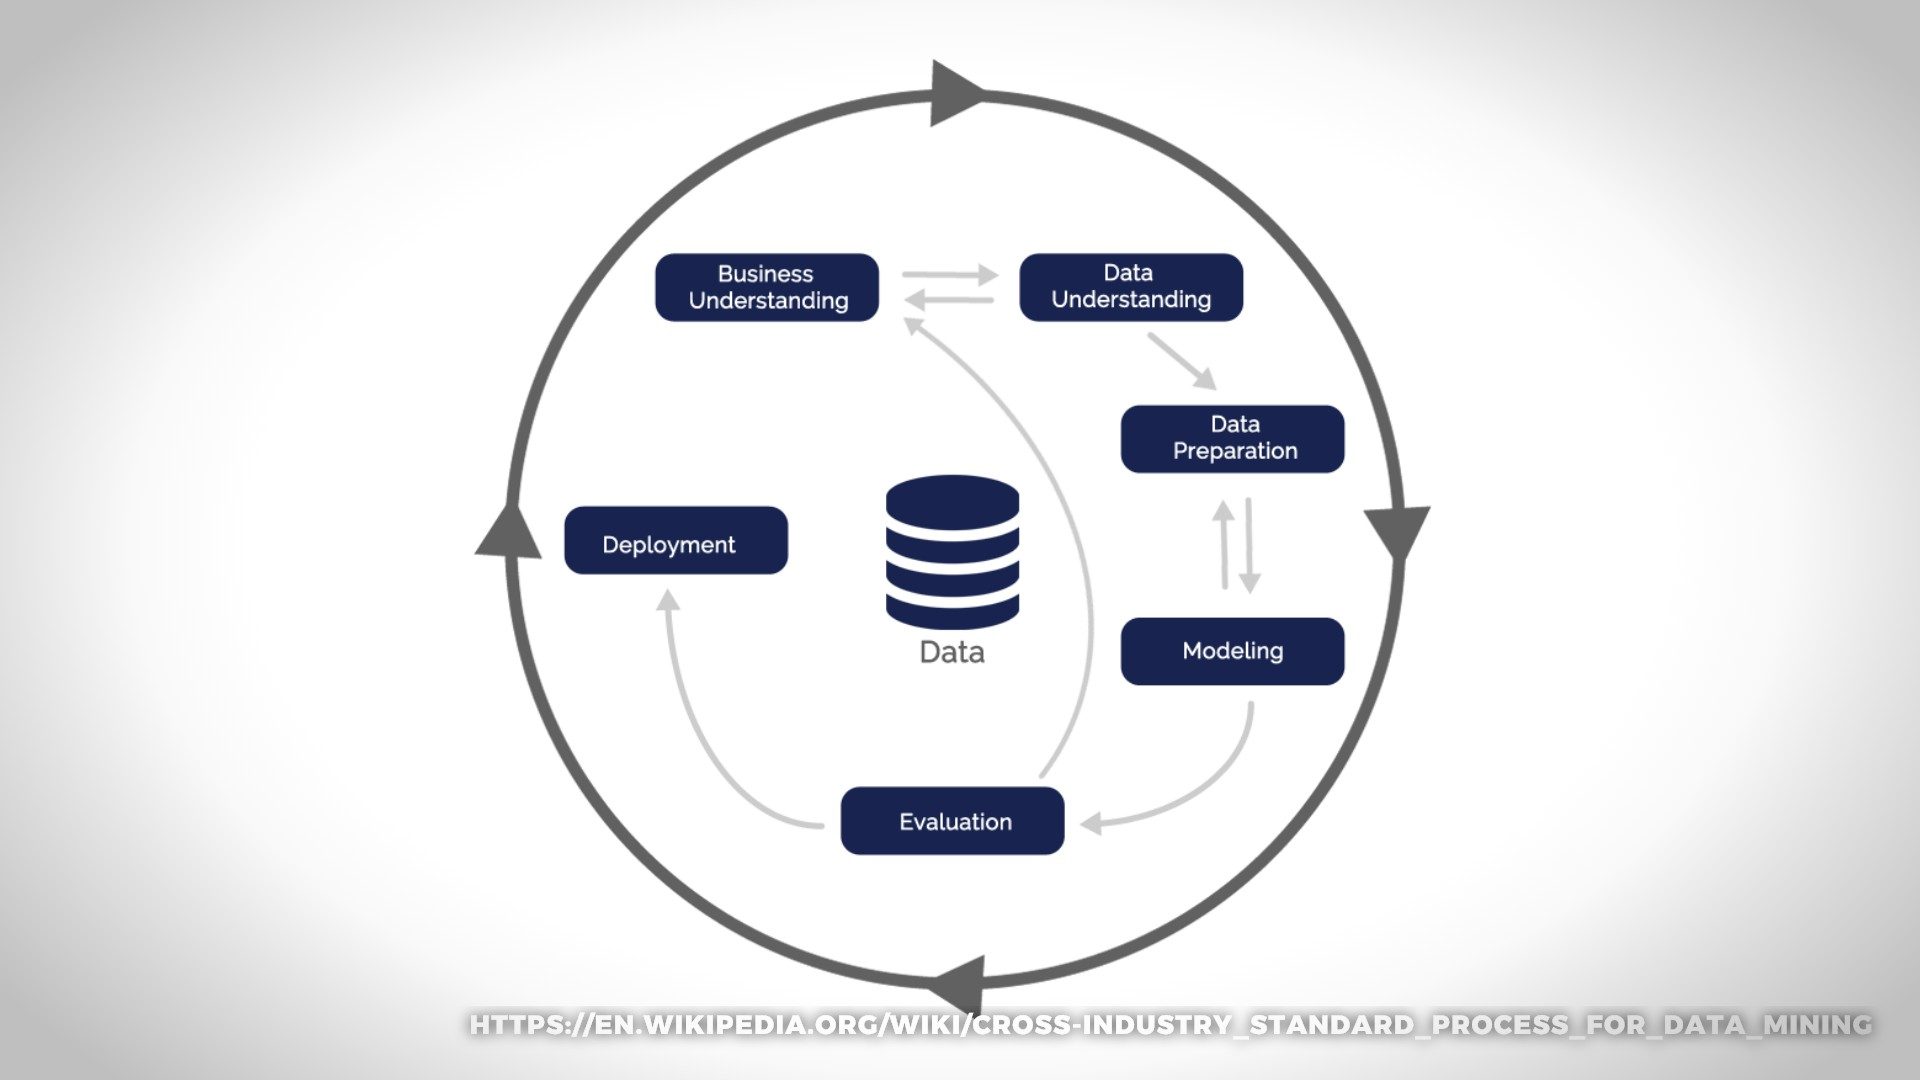 Business
Understanding
Data
Understanding
Data
Preparation
Deployment
Data
Modeling
Evaluation
HTTPS://EN.WIKIPEDIA.ORG/WIKI/CROSS-INDUSTRY_STANDARD_PROCESS_FOR_DATA_MINING